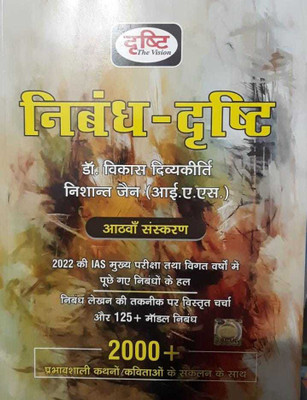 दृष्टि
The Vision
निबंध-दृष्टि
डॉ. विकास दिव्यकीर्ति
निशान्त जैन (आई.ए.एस.)
आठवाँ संस्करण
2022 की IAS मुख्य परीक्षा तथा विगत वर्षों में
पूछे गए निबंधों के हल
निबंध लेखन की तकनीक पर विस्तृत चर्चा
और 125+ मॉडल निबंध
2000+
प्रभावशाली कथनों/कविताओं के संकलन के साथ